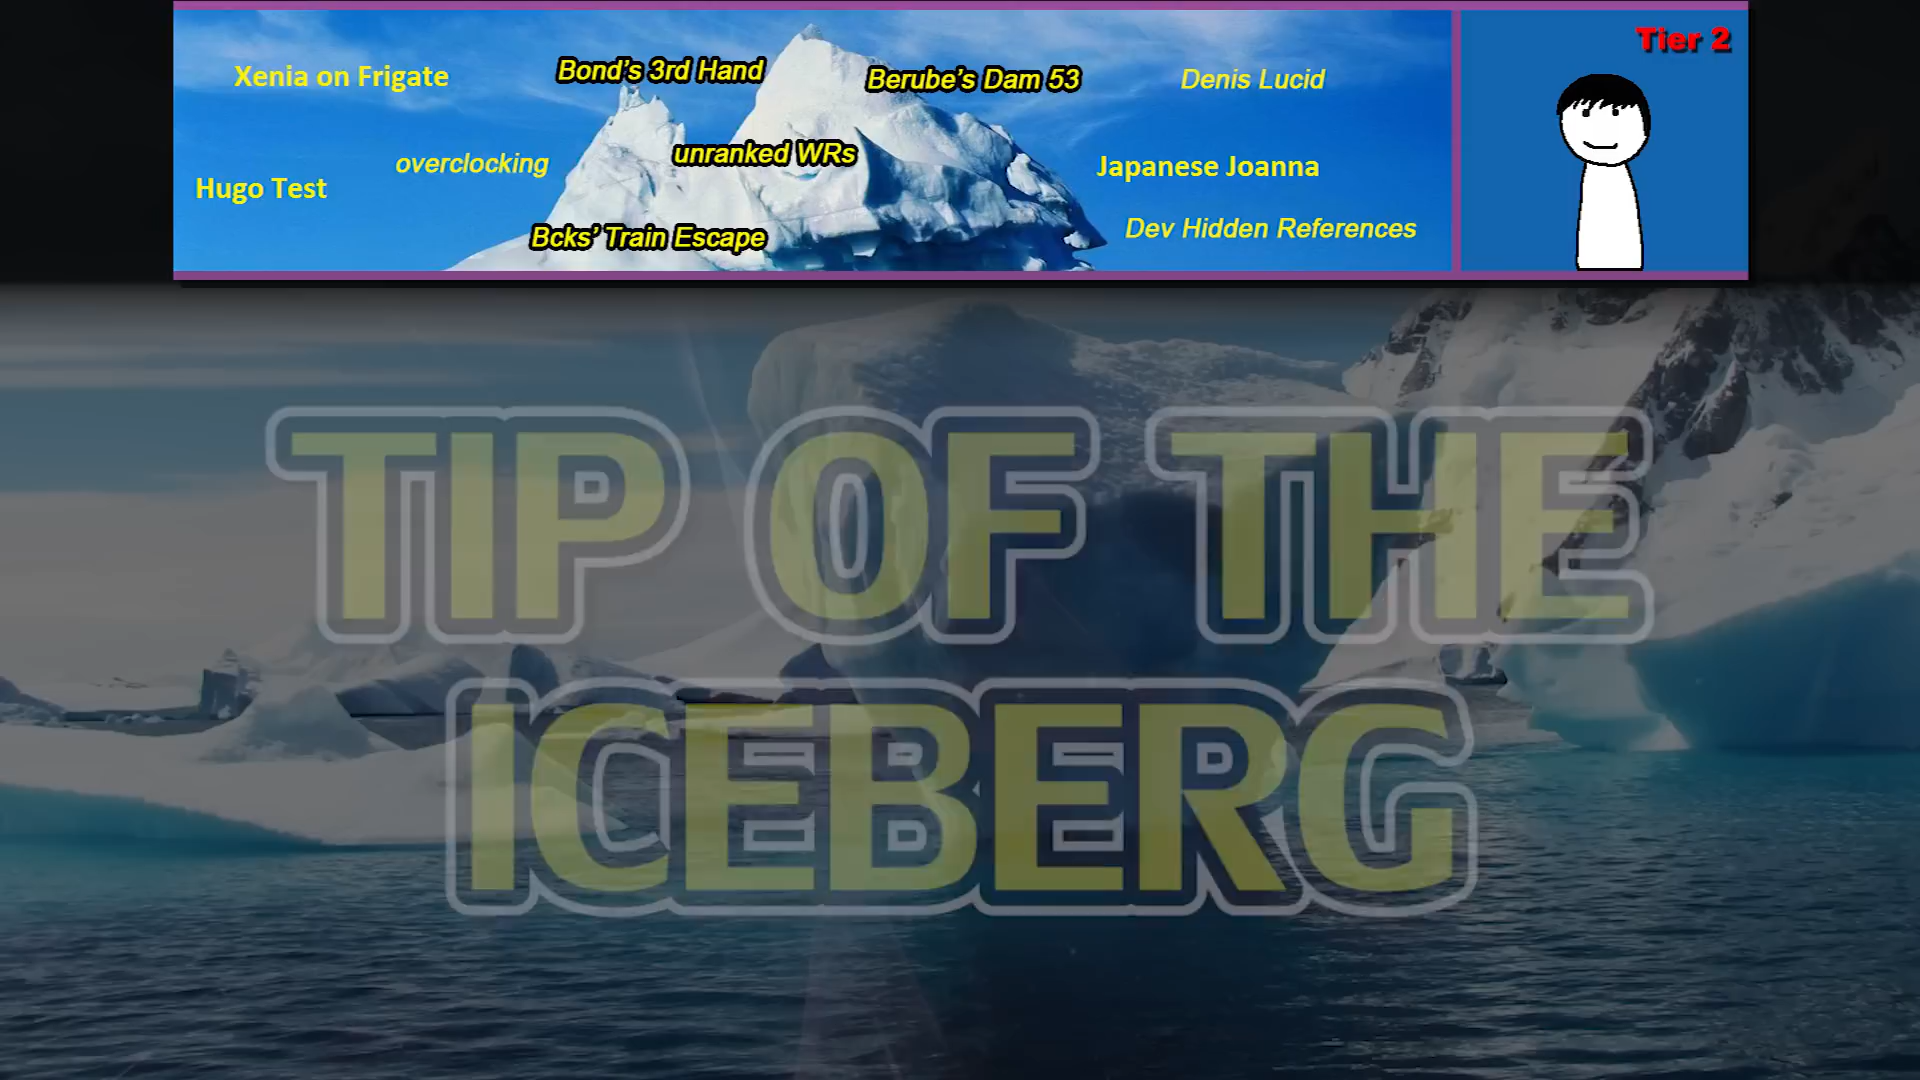 Tier 2
Xenia on Frigate
Bond's 3rd Hand
Berube's Dam 53
Denis Lucid
overclocking
unranked WRs
Japanese Joanna
Hugo Test
Bcks' Train Escape
Dev Hidden References
TIP OF THE
ICEBERG